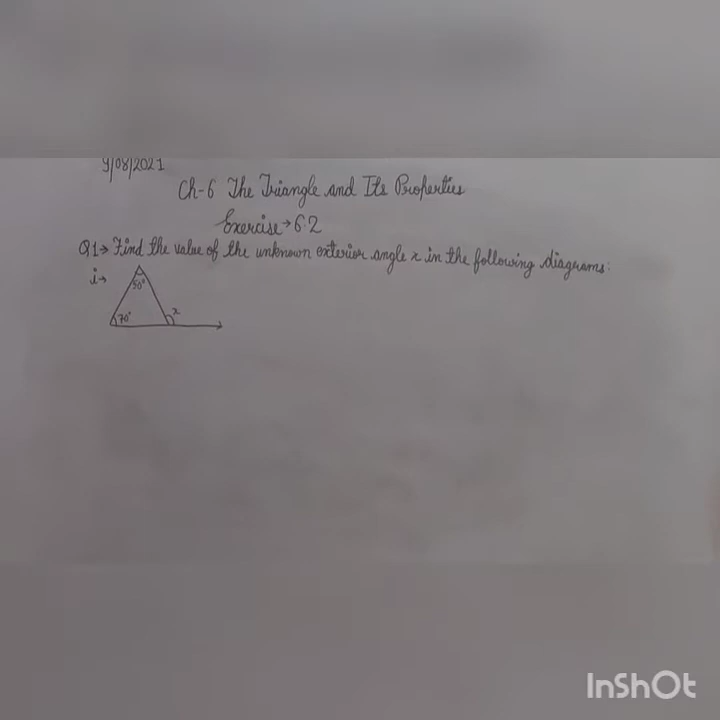 9/08/2021
Ch-6 The Triangle and Its Properties
Exercise → 6.2
Q1→ Find the value of the unknown exterior angle x in the following diagrams:
i→
50°
70°
x
InShOt